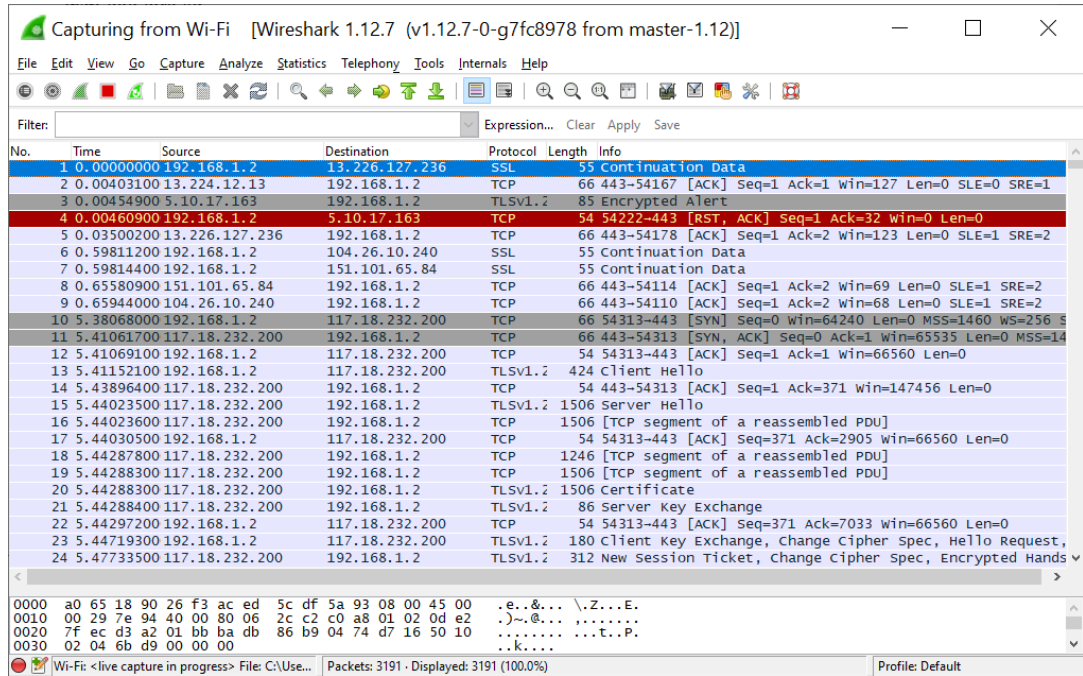 Capturing from Wi-Fi [Wireshark 1.12.7 (v1.12.7-0-g7fc8978 from master-1.12)]
File Edit View Go Capture Analyze Statistics Telephony Tools Internals Help
Filter: Expression... Clear Apply Save
No. Time Source Destination Protocol Length Info
1 0.00000000 192.168.1.2 13.226.127.236 SSL 55 Continuation Data
2 0.00403100 13.224.12.13 192.168.1.2 TCP 66 443→54167 [ACK] Seq=1 Ack=1 Win=127 Len=0 SLE=0 SRE=1
3 0.00454900 5.10.17.163 192.168.1.2 TLSv1.2 85 Encrypted Alert
4 0.00460900 192.168.1.2 5.10.17.163 TCP 54 54222→443 [RST, ACK] Seq=1 Ack=32 Win=0 Len=0
5 0.03500200 13.226.127.236 192.168.1.2 TCP 66 443→54178 [ACK] Seq=1 Ack=2 Win=123 Len=0 SLE=1 SRE=2
6 0.59811200 192.168.1.2 104.26.10.240 SSL 55 Continuation Data
7 0.59814400 192.168.1.2 151.101.65.84 SSL 55 Continuation Data
8 0.65580900 151.101.65.84 192.168.1.2 TCP 66 443→54114 [ACK] Seq=1 Ack=2 Win=69 Len=0 SLE=1 SRE=2
9 0.65944000 104.26.10.240 192.168.1.2 TCP 66 443→54110 [ACK] Seq=1 Ack=2 Win=68 Len=0 SLE=1 SRE=2
10 5.38068000 192.168.1.2 117.18.232.200 TCP 66 54313→443 [SYN] Seq=0 Win=64240 Len=0 MSS=1460 WS=256 S
11 5.41061700 117.18.232.200 192.168.1.2 TCP 66 443→54313 [SYN, ACK] Seq=0 Ack=1 Win=65535 Len=0 MSS=14
12 5.41069100 192.168.1.2 117.18.232.200 TCP 54 54313→443 [ACK] Seq=1 Ack=1 Win=66560 Len=0
13 5.41152100 192.168.1.2 117.18.232.200 TLSv1.2 424 Client Hello
14 5.43896400 117.18.232.200 192.168.1.2 TCP 54 443→54313 [ACK] Seq=1 Ack=371 Win=147456 Len=0
15 5.44023500 117.18.232.200 192.168.1.2 TLSv1.2 1506 Server Hello
16 5.44023600 117.18.232.200 192.168.1.2 TCP 1506 [TCP segment of a reassembled PDU]
17 5.44030500 192.168.1.2 117.18.232.200 TCP 54 54313→443 [ACK] Seq=371 Ack=2905 Win=66560 Len=0
18 5.44287800 117.18.232.200 192.168.1.2 TCP 1246 [TCP segment of a reassembled PDU]
19 5.44288300 117.18.232.200 192.168.1.2 TCP 1506 [TCP segment of a reassembled PDU]
20 5.44288300 117.18.232.200 192.168.1.2 TLSv1.2 1506 Certificate
21 5.44288400 117.18.232.200 192.168.1.2 TLSv1.2 86 Server Key Exchange
22 5.44297200 192.168.1.2 117.18.232.200 TCP 54 54313→443 [ACK] Seq=371 Ack=7033 Win=66560 Len=0
23 5.44719300 192.168.1.2 117.18.232.200 TLSv1.2 180 Client Key Exchange, Change Cipher Spec, Hello Request,
24 5.47733500 117.18.232.200 192.168.1.2 TLSv1.2 312 New Session Ticket, Change Cipher Spec, Encrypted Hands
0000 a0 65 18 90 26 f3 ac ed 5c df 5a 93 08 00 45 00 .e..&... \.Z...E.
0010 00 29 7e 94 40 00 80 06 2c c2 c0 a8 01 02 0d e2 .)~.@... ,.......
0020 7f ec d3 a2 01 bb ba db 86 b9 04 74 d7 16 50 10 ........ ...t..P.
0030 02 04 6b d9 00 00 00 ..k....
Wi-Fi: <live capture in progress> File: C:\Use... Packets: 3191 · Displayed: 3191 (100.0%) Profile: Default